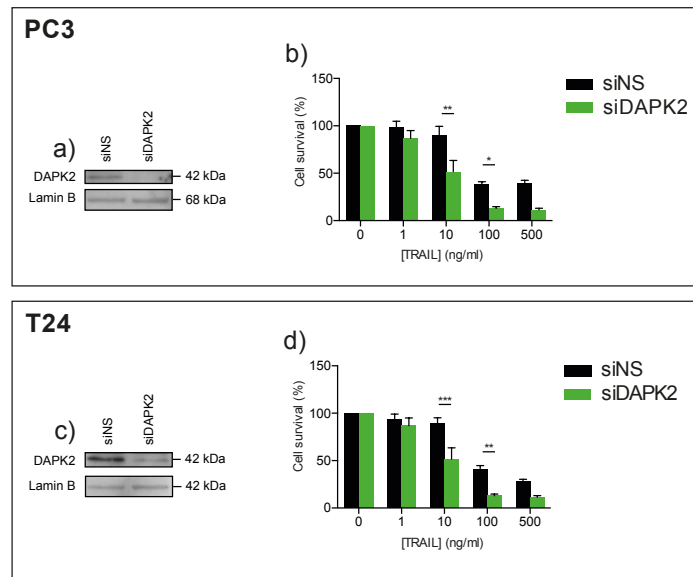 PC3
a)
siNS
siDAPK2
DAPK2
42 kDa
Lamin B
68 kDa
b)
Cell survival (%)
150
100
50
0
**
*
0 1 10 100 500
[TRAIL] (ng/ml)
siNS
siDAPK2
T24
c)
siNS
siDAPK2
DAPK2
42 kDa
Lamin B
42 kDa
d)
Cell survival (%)
150
100
50
0
***
**
0 1 10 100 500
[TRAIL] (ng/ml)
siNS
siDAPK2